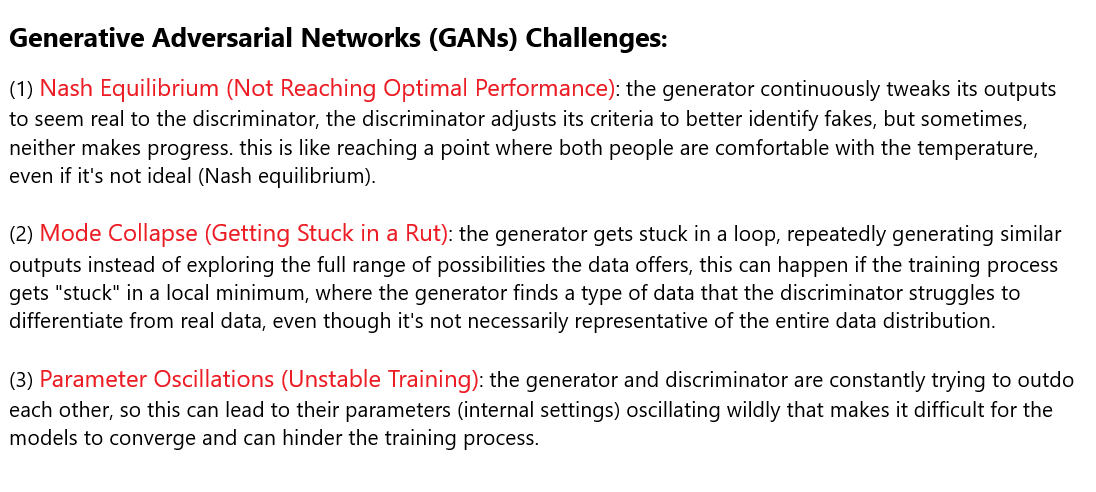 Generative Adversarial Networks (GANs) Challenges:
(1) Nash Equilibrium (Not Reaching Optimal Performance): the generator continuously tweaks its outputs
to seem real to the discriminator, the discriminator adjusts its criteria to better identify fakes, but sometimes,
neither makes progress. this is like reaching a point where both people are comfortable with the temperature,
even if it's not ideal (Nash equilibrium).
(2) Mode Collapse (Getting Stuck in a Rut): the generator gets stuck in a loop, repeatedly generating similar
outputs instead of exploring the full range of possibilities the data offers, this can happen if the training process
gets "stuck" in a local minimum, where the generator finds a type of data that the discriminator struggles to
differentiate from real data, even though it's not necessarily representative of the entire data distribution.
(3) Parameter Oscillations (Unstable Training): the generator and discriminator are constantly trying to outdo
each other, so this can lead to their parameters (internal settings) oscillating wildly that makes it difficult for the
models to converge and can hinder the training process.